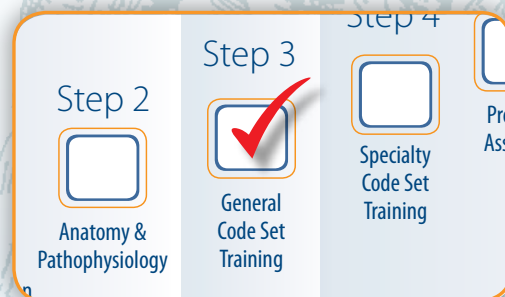 Step 2
Anatomy &
Pathophysiology
Step 3
General
Code Set
Training
Step 4
Specialty
Code Set
Training